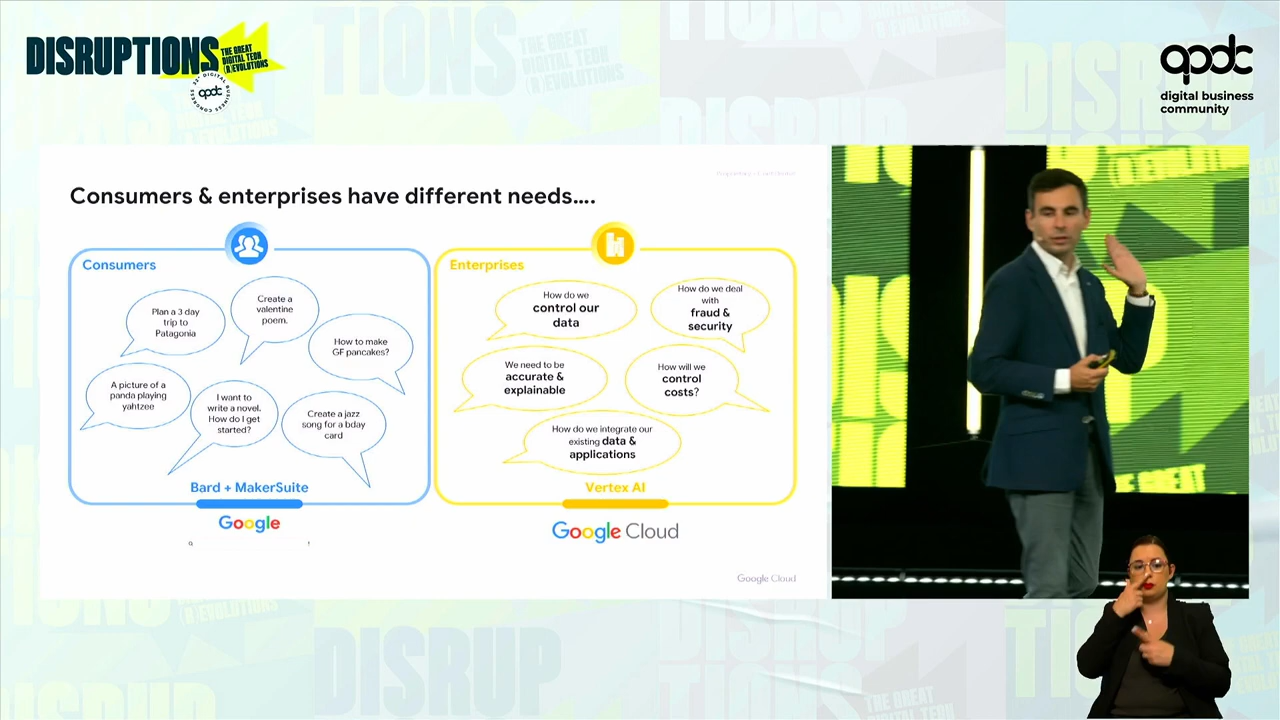 DISRUPTIONS
THE GREAT
DIGITAL TECH
(R)EVOLUTIONS
apdc
digital business
community
Consumers & enterprises have different needs....
Consumers
Plan a 3 day
trip to
Patagonia
Create a
valentine
poem.
How to make
GF pancakes?
A picture of a
panda playing
yahtzee
I want to
write a novel.
How do I get
started?
Create a jazz
song for a bday
card
Bard + MakerSuite
Google
Enterprises
How do we
control our
data
How do we deal
with
fraud &
security
We need to be
accurate &
explainable
How will we
control
costs?
How do we integrate our
existing data &
applications
Vertex AI
Google Cloud
Google Cloud